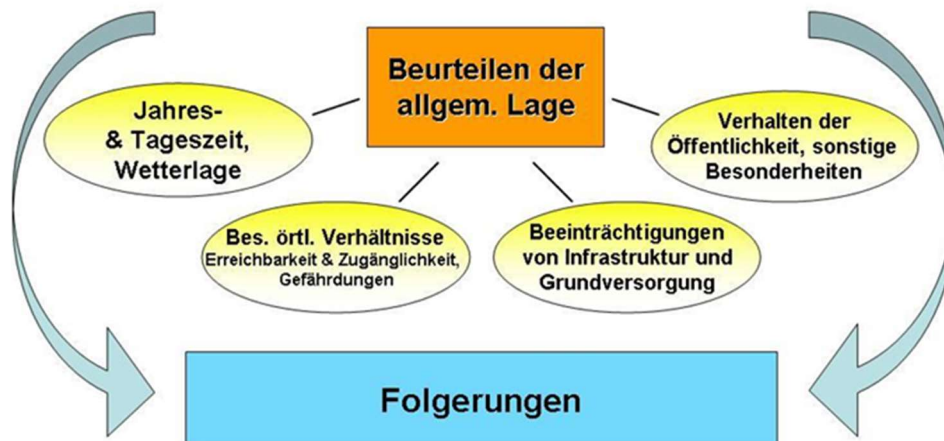 Beurteilen der
allgem. Lage
Jahres-
& Tageszeit,
Wetterlage
Bes. örtl. Verhältnisse
Erreichbarkeit & Zugänglichkeit,
Gefährdungen
Beeinträchtigungen
von Infrastruktur und
Grundversorgung
Verhalten der
Öffentlichkeit, sonstige
Besonderheiten
Folgerungen